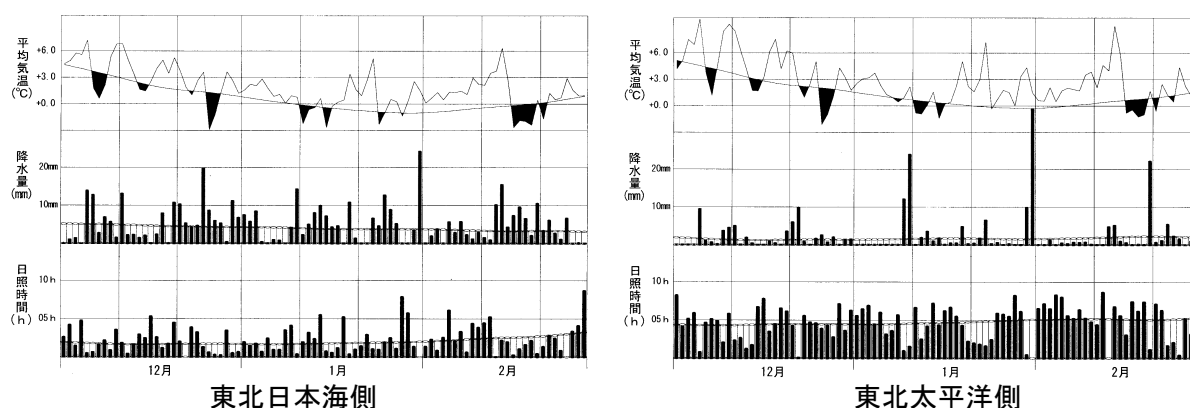 平均気温(℃)
+6.0
+3.0
+0.0
降水量(mm)
20mm
10mm
日照時間(h)
10h
05h
12月
1月
2月
東北日本海側
平均気温(℃)
+6.0
+3.0
+0.0
降水量(mm)
20mm
10mm
日照時間(h)
10h
05h
12月
1月
2月
東北太平洋側